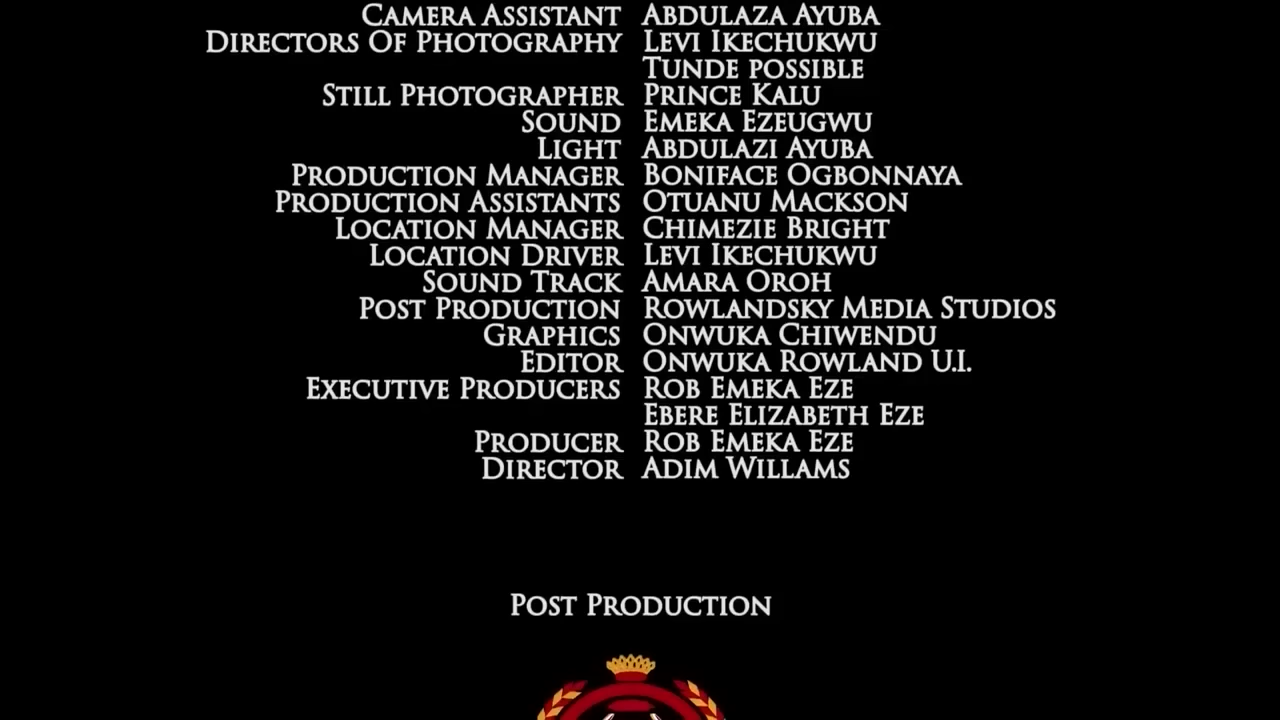 Camera Assistant Abdulaza Ayuba
Directors Of Photography Levi Ikechukwu
Tunde possible
Still Photographer Prince Kalu
Sound Emeka Ezeugwu
Light Abdulazi Ayuba
Production Manager Boniface Ogbonnaya
Production Assistants Otuanu Mackson
Location Manager Chimezie Bright
Location Driver Levi Ikechukwu
Sound Track Amara Oroh
Post Production Rowlandsky Media Studios
Graphics Onwuka Chiwendu
Editor Onwuka Rowland U.I.
Executive Producers Rob Emeka Eze
Ebere Elizabeth Eze
Producer Rob Emeka Eze
Director Adim Willams
Post Production